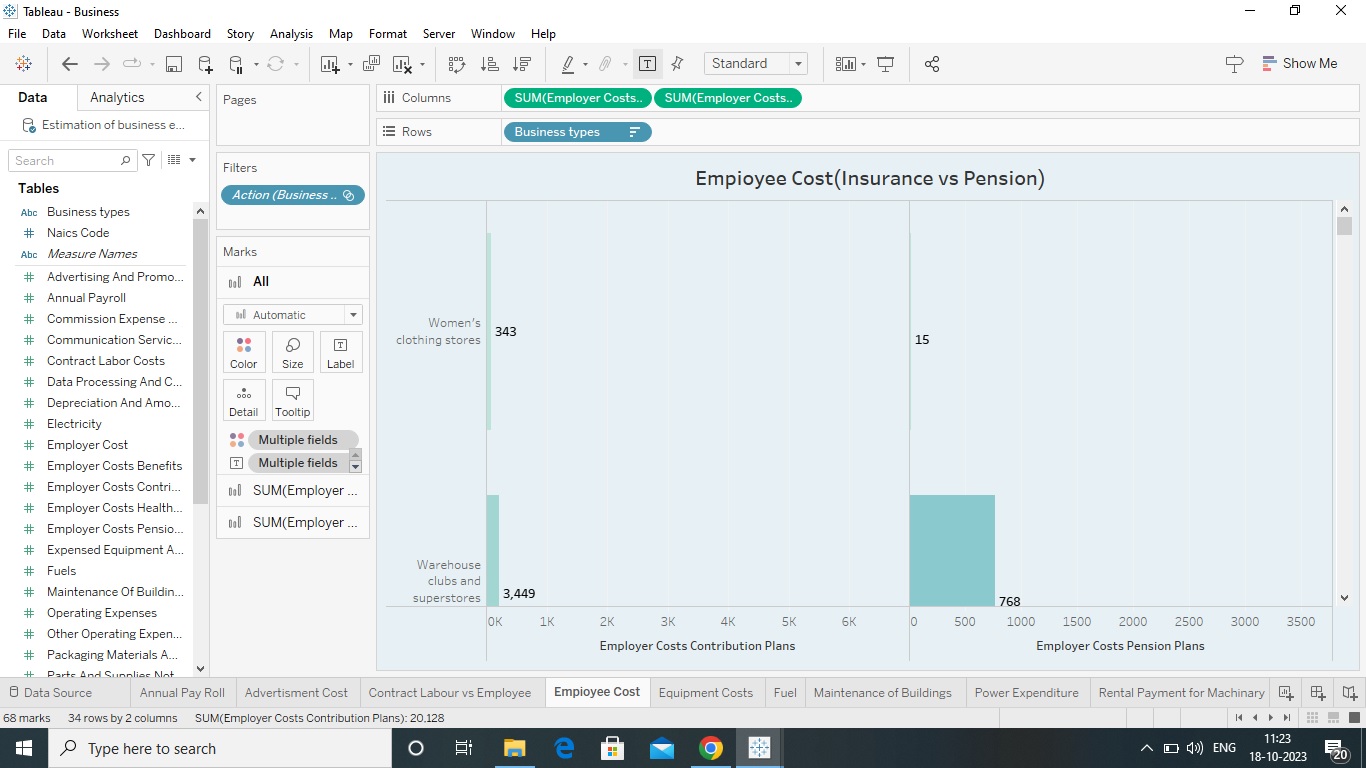 Tableau - Business
File Data Worksheet Dashboard Story Analysis Map Format Server Window Help
Standard
Show Me
Data Analytics
Estimation of business e...
Search
Tables
Abc Business types
# Naics Code
Abc Measure Names
# Advertising And Promo...
# Annual Payroll
# Commission Expense ...
# Communication Servic...
# Contract Labor Costs
# Data Processing And C...
# Depreciation And Amo...
# Electricity
# Employer Cost
# Employer Costs Benefits
# Employer Costs Contri...
# Employer Costs Health...
# Employer Costs Pensio...
# Expensed Equipment A...
# Fuels
# Maintenance Of Buildin...
# Operating Expenses
# Other Operating Expen...
# Packaging Materials A...
# Parts And Supplies Not
Pages
Filters
Action (Business ..
Marks
All
Automatic
Color Size Label
Detail Tooltip
Multiple fields
Multiple fields
SUM(Employer ...
SUM(Employer ...
Columns SUM(Employer Costs.. SUM(Employer Costs..
Rows Business types
Empioyee Cost(Insurance vs Pension)
Women's
clothing stores
343
15
Warehouse
clubs and
superstores
3,449
768
0K 1K 2K 3K 4K 5K 6K
0 500 1000 1500 2000 2500 3000 3500
Employer Costs Contribution Plans
Employer Costs Pension Plans
Data Source Annual Pay Roll Advertisment Cost Contract Labour vs Employee Empioyee Cost Equipment Costs Fuel Maintenance of Buildings Power Expenditure Rental Payment for Machinery
68 marks 34 rows by 2 columns SUM(Employer Costs Contribution Plans): 20,128
Type here to search
ENG
11:23
18-10-2023
20